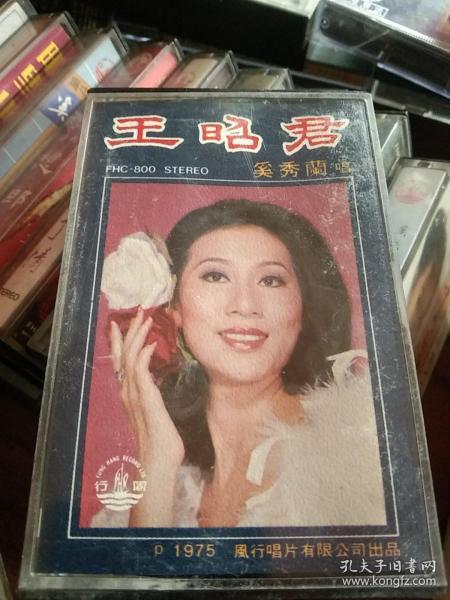 王昭君
FHC-800 STEREO
奚秀蘭 唱
FUNG HANG RECORD LTD
行風
P 1975 風行唱片有限公司出品
孔夫子旧书网
www.kongfz.com
STEREO